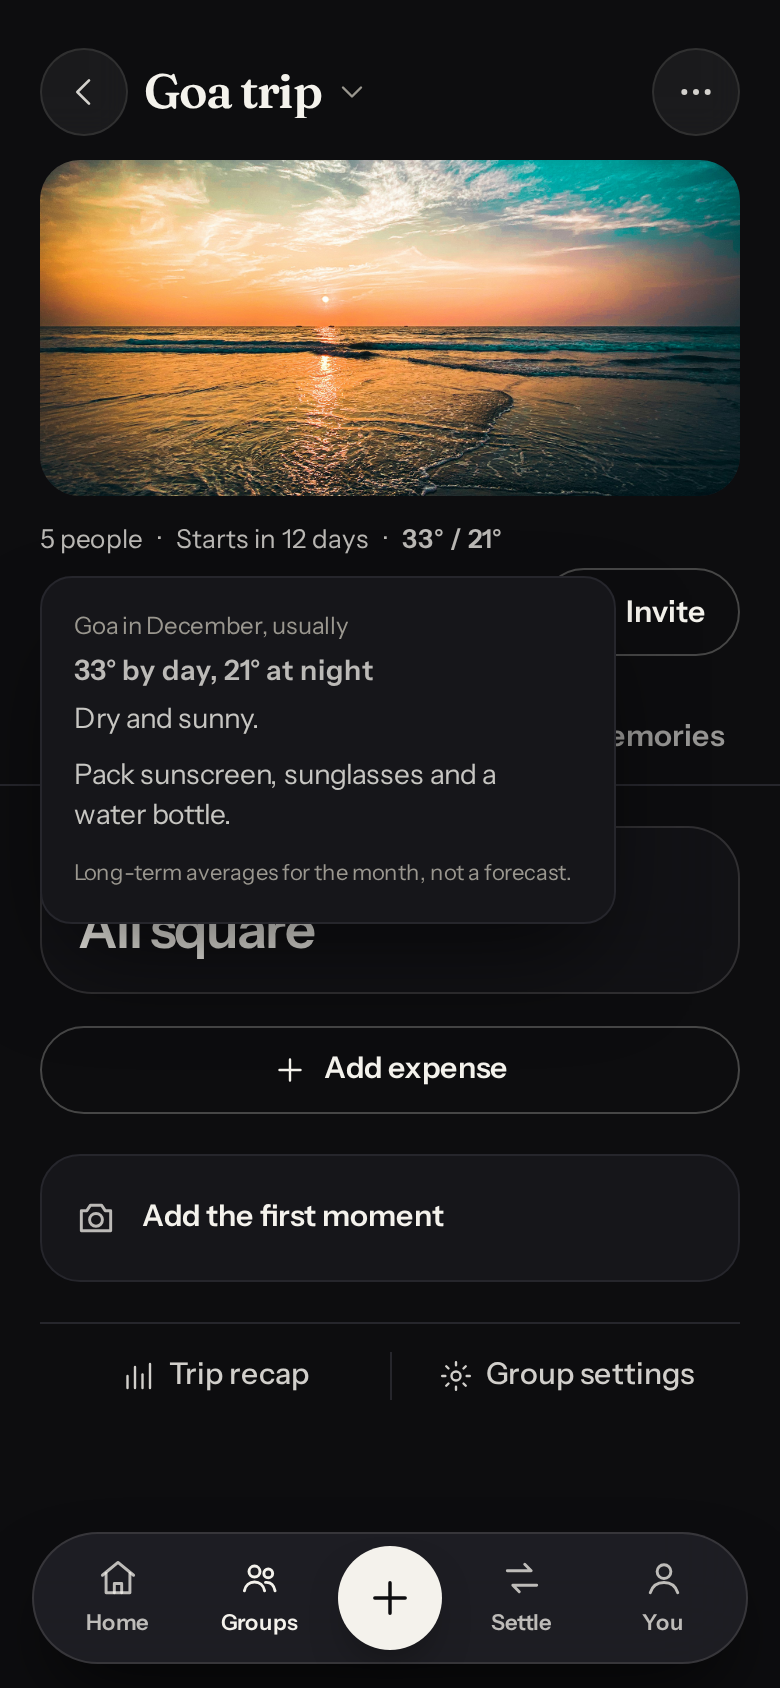 Goa trip
5 people · Starts in 12 days · 33° / 21°
Invite
Goa in December, usually
33° by day, 21° at night
Dry and sunny.
emories
Pack sunscreen, sunglasses and a
water bottle.
Long-term averages for the month, not a forecast.
All square
Add expense
Add the first moment
Trip recap
Group settings
Home
Groups
Settle
You